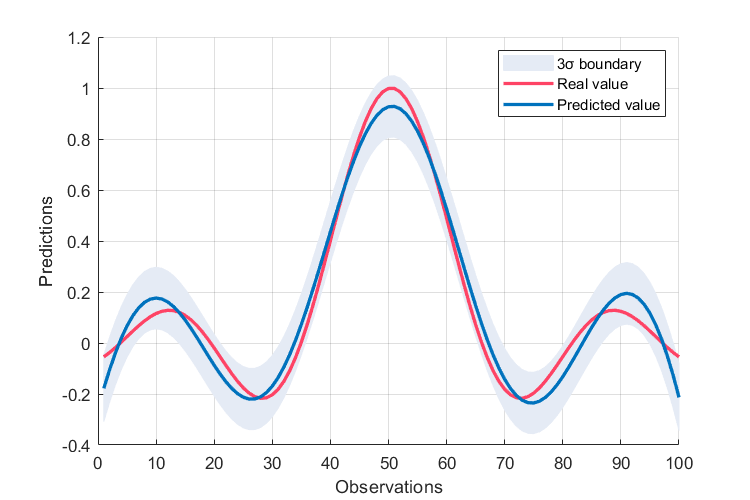 1.2
1
0.8
0.6
0.4
0.2
0
-0.2
-0.4
Predictions
3σ boundary
Real value
Predicted value
0 10 20 30 40 50 60 70 80 90 100
Observations